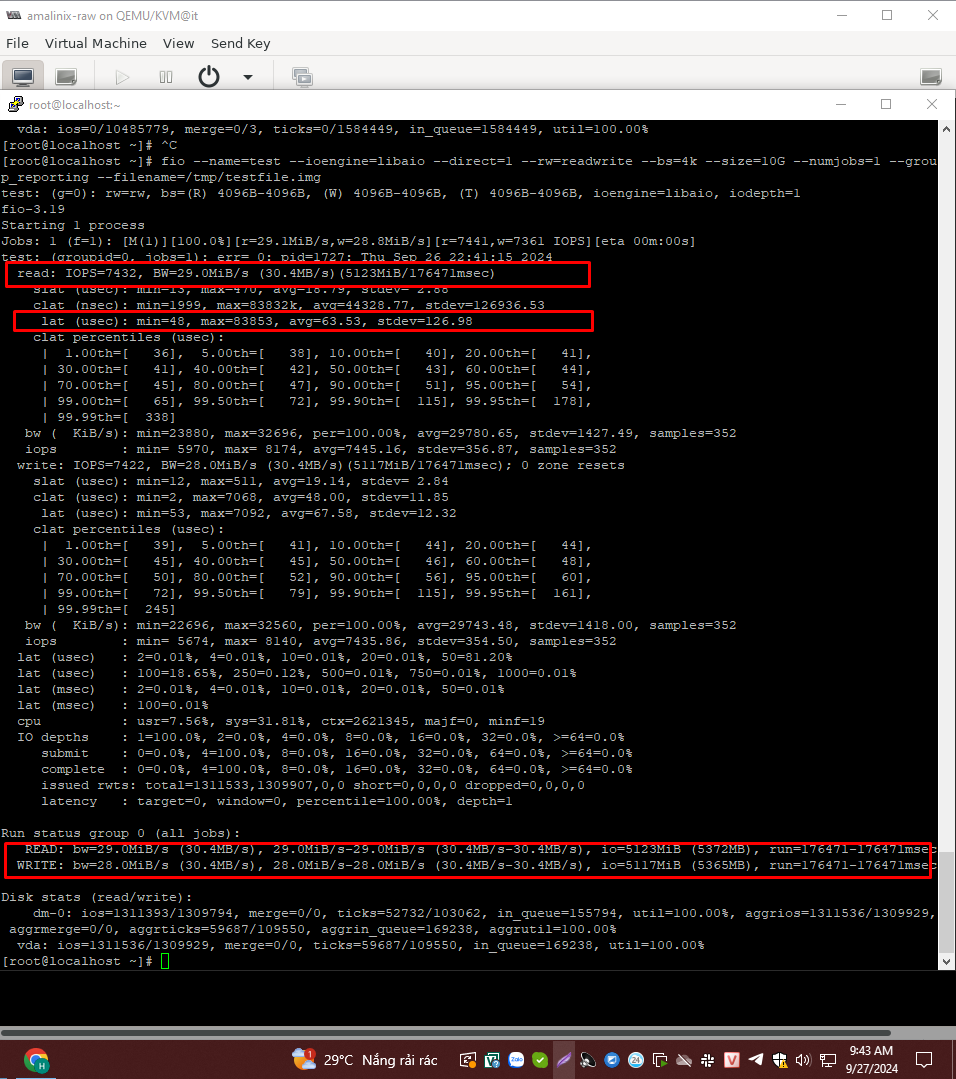 amalinix-raw on QEMU/KVM@it
File Virtual Machine View Send Key
root@localhost:~
vda: ios=0/10485779, merge=0/3, ticks=0/1584449, in_queue=1584449, util=100.00%
[root@localhost ~]# ^C
[root@localhost ~]# fio --name=test --ioengine=libaio --direct=1 --rw=readwrite --bs=4k --size=10G --numjobs=1 --grou
p_reporting --filename=/tmp/testfile.img
test: (g=0): rw=rw, bs=(R) 4096B-4096B, (W) 4096B-4096B, (T) 4096B-4096B, ioengine=libaio, iodepth=1
fio-3.19
Starting 1 process
Jobs: 1 (f=1): [M(1)][100.0%][r=29.1MiB/s,w=28.8MiB/s][r=7441,w=7361 IOPS][eta 00m:00s]
test: (groupid=0, jobs=1): err= 0: pid=1727: Thu Sep 26 22:41:15 2024
read: IOPS=7432, BW=29.0MiB/s (30.4MB/s)(5123MiB/176471msec)
slat (usec): min=13, max=470, avg=18.79, stdev= 2.88
clat (nsec): min=1999, max=83832k, avg=44328.77, stdev=126936.53
lat (usec): min=48, max=83853, avg=63.53, stdev=126.98
clat percentiles (usec):
| 1.00th=[ 36], 5.00th=[ 38], 10.00th=[ 40], 20.00th=[ 41],
| 30.00th=[ 41], 40.00th=[ 42], 50.00th=[ 43], 60.00th=[ 44],
| 70.00th=[ 45], 80.00th=[ 47], 90.00th=[ 51], 95.00th=[ 54],
| 99.00th=[ 65], 99.50th=[ 72], 99.90th=[ 115], 99.95th=[ 178],
| 99.99th=[ 338]
bw ( KiB/s): min=23880, max=32696, per=100.00%, avg=29780.65, stdev=1427.49, samples=352
iops : min= 5970, max= 8174, avg=7445.16, stdev=356.87, samples=352
write: IOPS=7422, BW=28.0MiB/s (30.4MB/s)(5117MiB/176471msec); 0 zone resets
slat (usec): min=12, max=511, avg=19.14, stdev= 2.84
clat (usec): min=2, max=7068, avg=48.00, stdev=11.85
lat (usec): min=53, max=7092, avg=67.58, stdev=12.32
clat percentiles (usec):
| 1.00th=[ 39], 5.00th=[ 41], 10.00th=[ 44], 20.00th=[ 44],
| 30.00th=[ 45], 40.00th=[ 45], 50.00th=[ 46], 60.00th=[ 48],
| 70.00th=[ 50], 80.00th=[ 52], 90.00th=[ 56], 95.00th=[ 60],
| 99.00th=[ 72], 99.50th=[ 79], 99.90th=[ 115], 99.95th=[ 161],
| 99.99th=[ 245]
bw ( KiB/s): min=22696, max=32560, per=100.00%, avg=29743.48, stdev=1418.00, samples=352
iops : min= 5674, max= 8140, avg=7435.86, stdev=354.50, samples=352
lat (usec) : 2=0.01%, 4=0.01%, 10=0.01%, 20=0.01%, 50=81.20%
lat (usec) : 100=18.65%, 250=0.12%, 500=0.01%, 750=0.01%, 1000=0.01%
lat (msec) : 2=0.01%, 4=0.01%, 10=0.01%, 20=0.01%, 50=0.01%
lat (msec) : 100=0.01%
cpu : usr=7.56%, sys=31.81%, ctx=2621345, majf=0, minf=19
IO depths : 1=100.0%, 2=0.0%, 4=0.0%, 8=0.0%, 16=0.0%, 32=0.0%, >=64=0.0%
submit : 0=0.0%, 4=100.0%, 8=0.0%, 16=0.0%, 32=0.0%, 64=0.0%, >=64=0.0%
complete : 0=0.0%, 4=100.0%, 8=0.0%, 16=0.0%, 32=0.0%, 64=0.0%, >=64=0.0%
issued rwts: total=1311533,1309907,0,0 short=0,0,0,0 dropped=0,0,0,0
latency : target=0, window=0, percentile=100.00%, depth=1
Run status group 0 (all jobs):
READ: bw=29.0MiB/s (30.4MB/s), 29.0MiB/s-29.0MiB/s (30.4MB/s-30.4MB/s), io=5123MiB (5372MB), run=176471-176471msec
WRITE: bw=28.0MiB/s (30.4MB/s), 28.0MiB/s-28.0MiB/s (30.4MB/s-30.4MB/s), io=5117MiB (5365MB), run=176471-176471msec
Disk stats (read/write):
dm-0: ios=1311393/1309794, merge=0/0, ticks=52732/103062, in_queue=155794, util=100.00%, aggrios=1311536/1309929,
aggrmerge=0/0, aggrticks=59687/109550, aggrin_queue=169238, aggrutil=100.00%
vda: ios=1311536/1309929, merge=0/0, ticks=59687/109550, in_queue=169238, util=100.00%
[root@localhost ~]#
H
1
29°C Nắng rải rác
Zalo
24
V
9:43 AM
9/27/2024